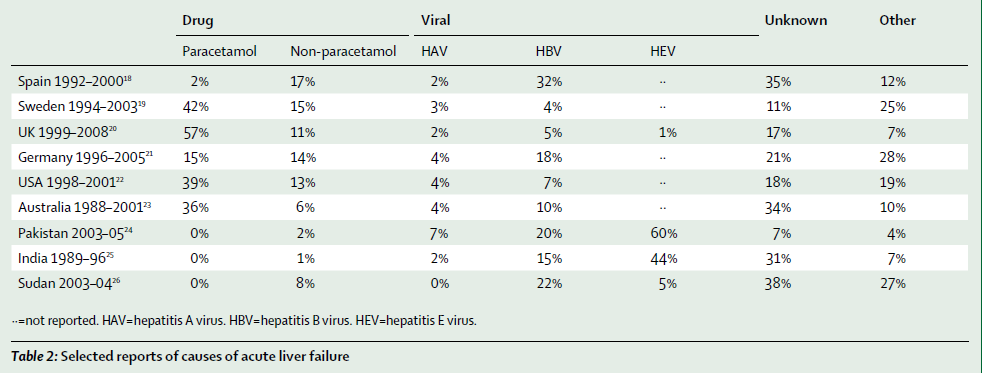 Drug Viral Unknown Other
Paracetamol Non-paracetamol HAV HBV HEV
Spain 1992–2000¹⁸ 2% 17% 2% 32% ·· 35% 12%
Sweden 1994–2003¹⁹ 42% 15% 3% 4% ·· 11% 25%
UK 1999–2008²⁰ 57% 11% 2% 5% 1% 17% 7%
Germany 1996–2005²¹ 15% 14% 4% 18% ·· 21% 28%
USA 1998–2001²² 39% 13% 4% 7% ·· 18% 19%
Australia 1988–2001²³ 36% 6% 4% 10% ·· 34% 10%
Pakistan 2003–05²⁴ 0% 2% 7% 20% 60% 7% 4%
India 1989–96²⁵ 0% 1% 2% 15% 44% 31% 7%
Sudan 2003–04²⁶ 0% 8% 0% 22% 5% 38% 27%
··=not reported. HAV=hepatitis A virus. HBV=hepatitis B virus. HEV=hepatitis E virus.
Table 2: Selected reports of causes of acute liver failure